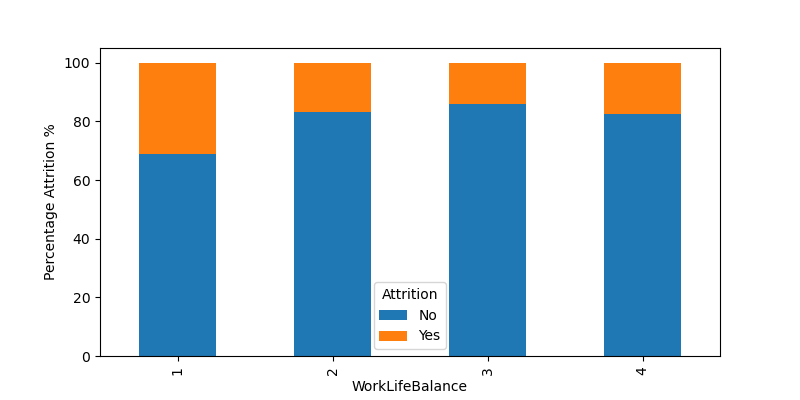 Percentage Attrition %
100
80
60
40
20
0
Attrition
No
Yes
1
2
3
4
WorkLifeBalance